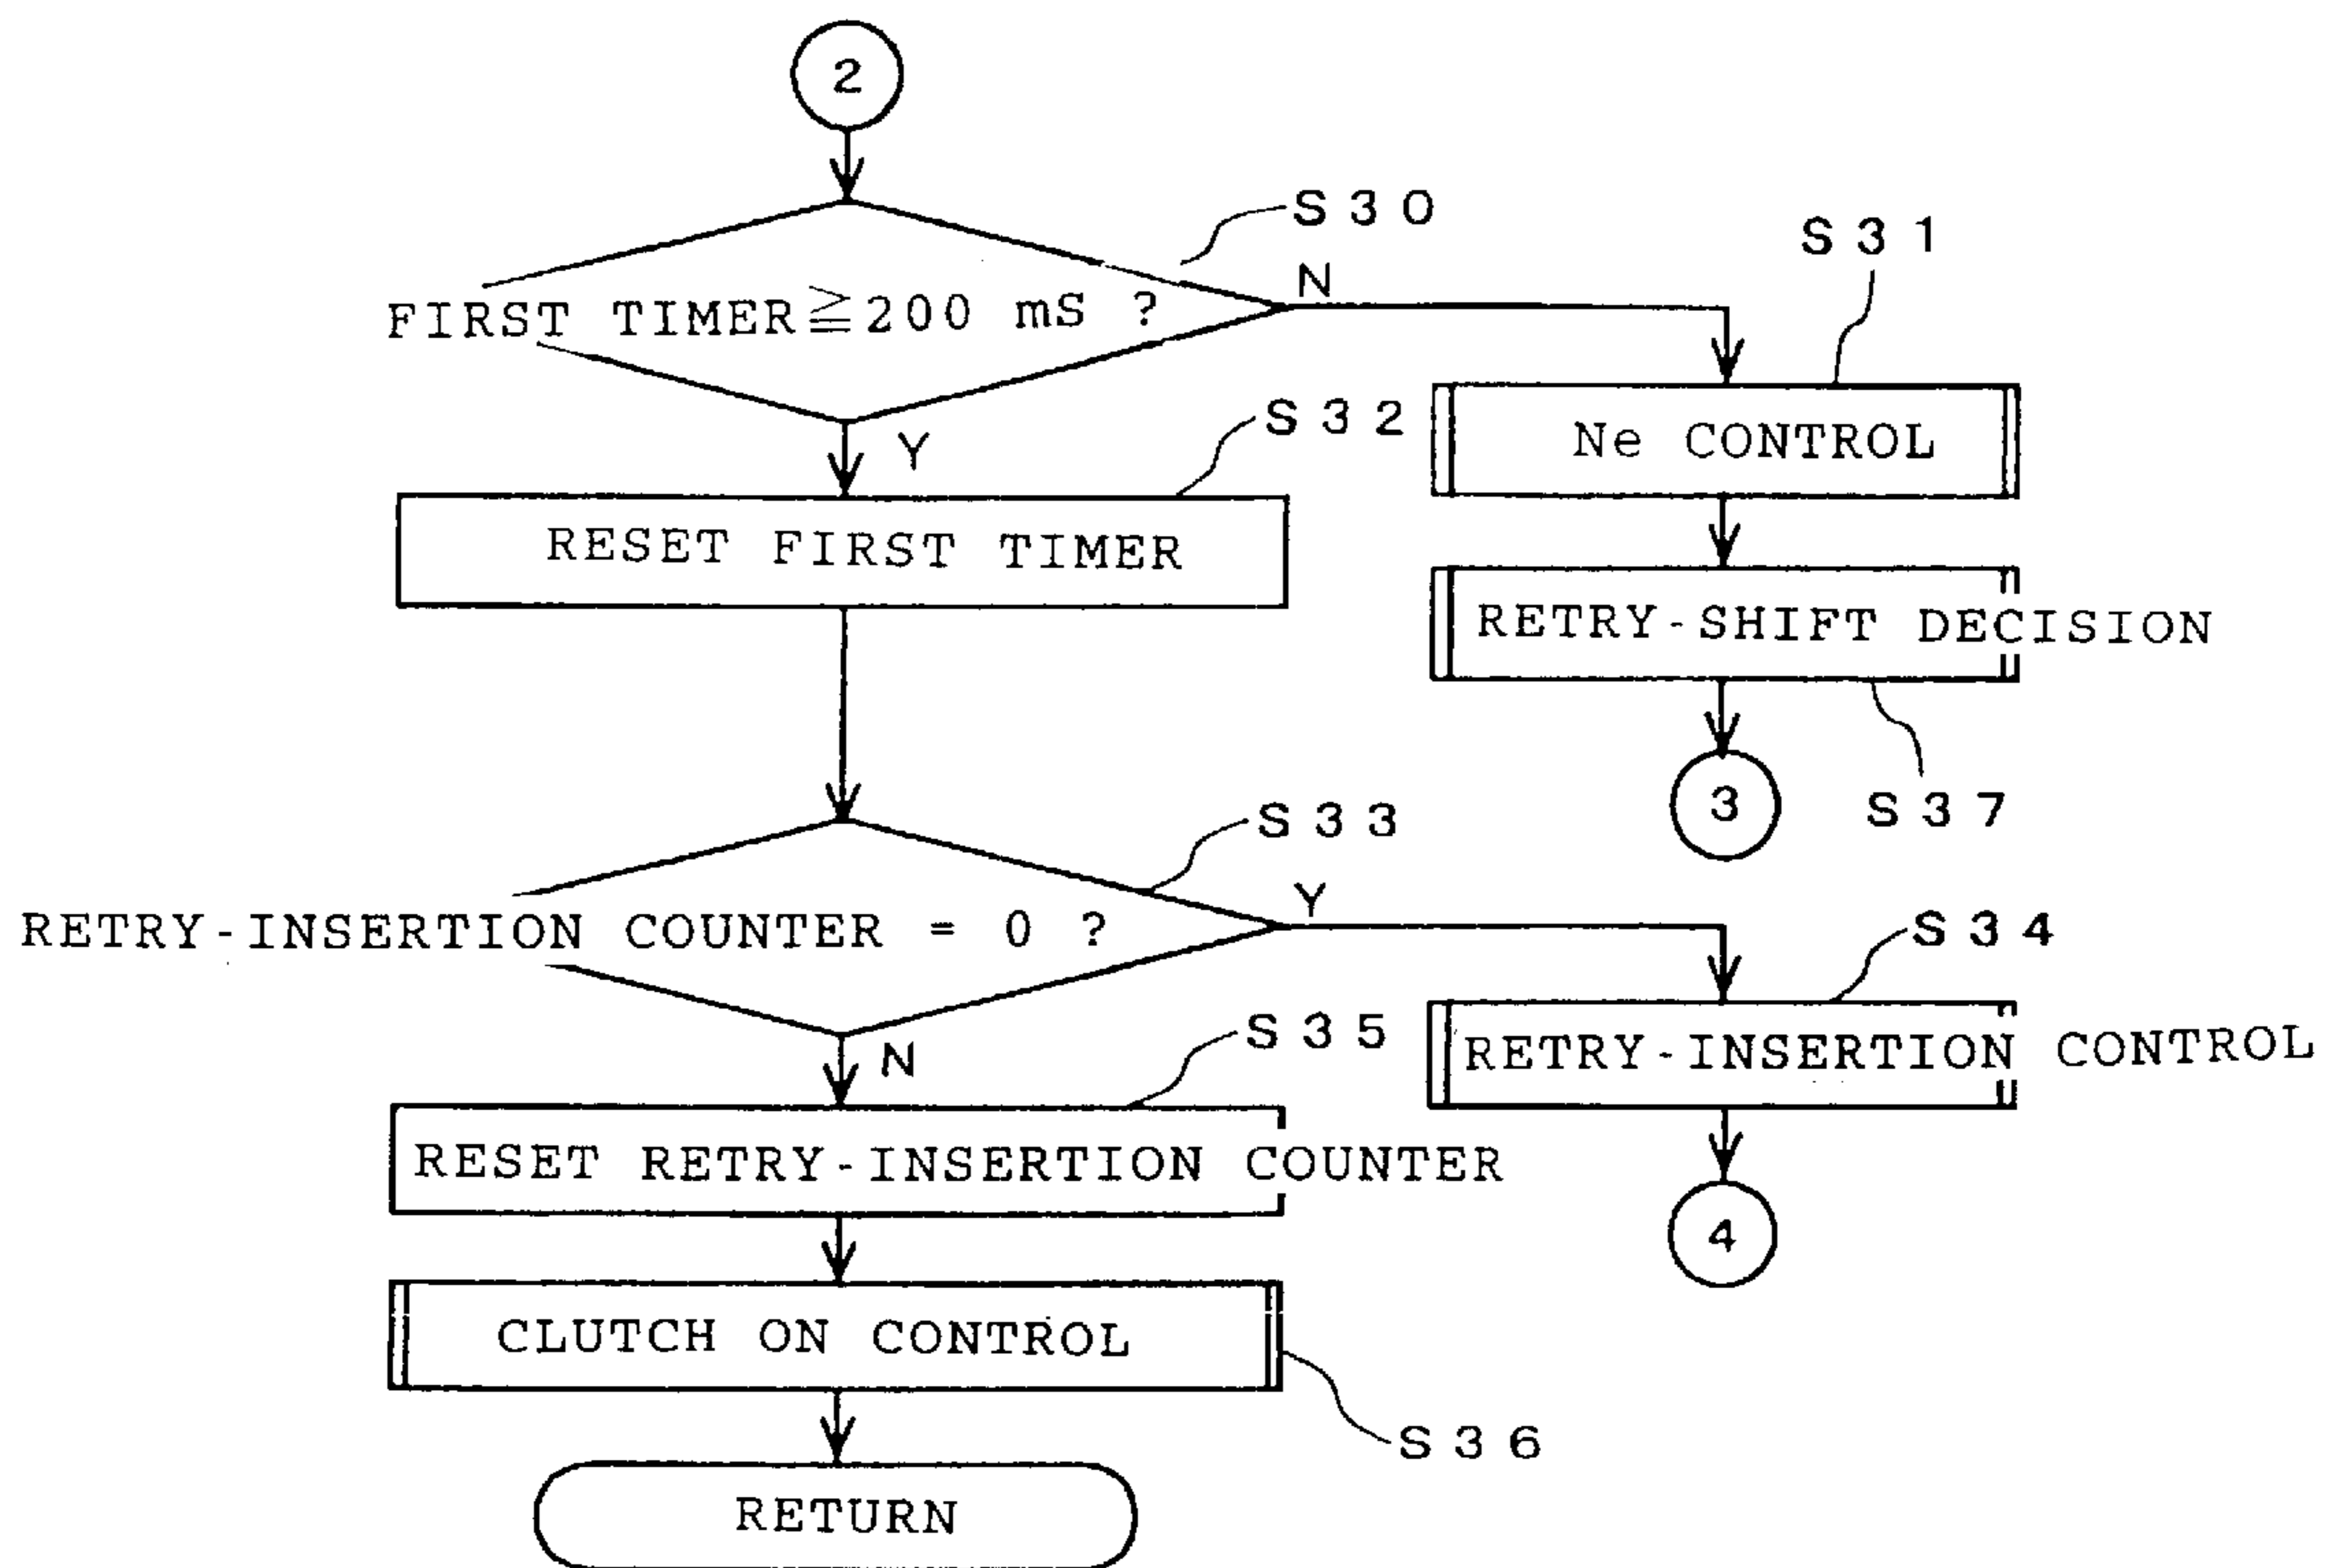 2
S30
FIRST TIMER≧200 mS ?
N
S31
Y
S32
Ne CONTROL
RESET FIRST TIMER
RETRY-SHIFT DECISION
3
S37
S33
RETRY-INSERTION COUNTER = 0 ?
Y
S34
N
S35
RETRY-INSERTION CONTROL
RESET RETRY-INSERTION COUNTER
4
CLUTCH ON CONTROL
S36
RETURN